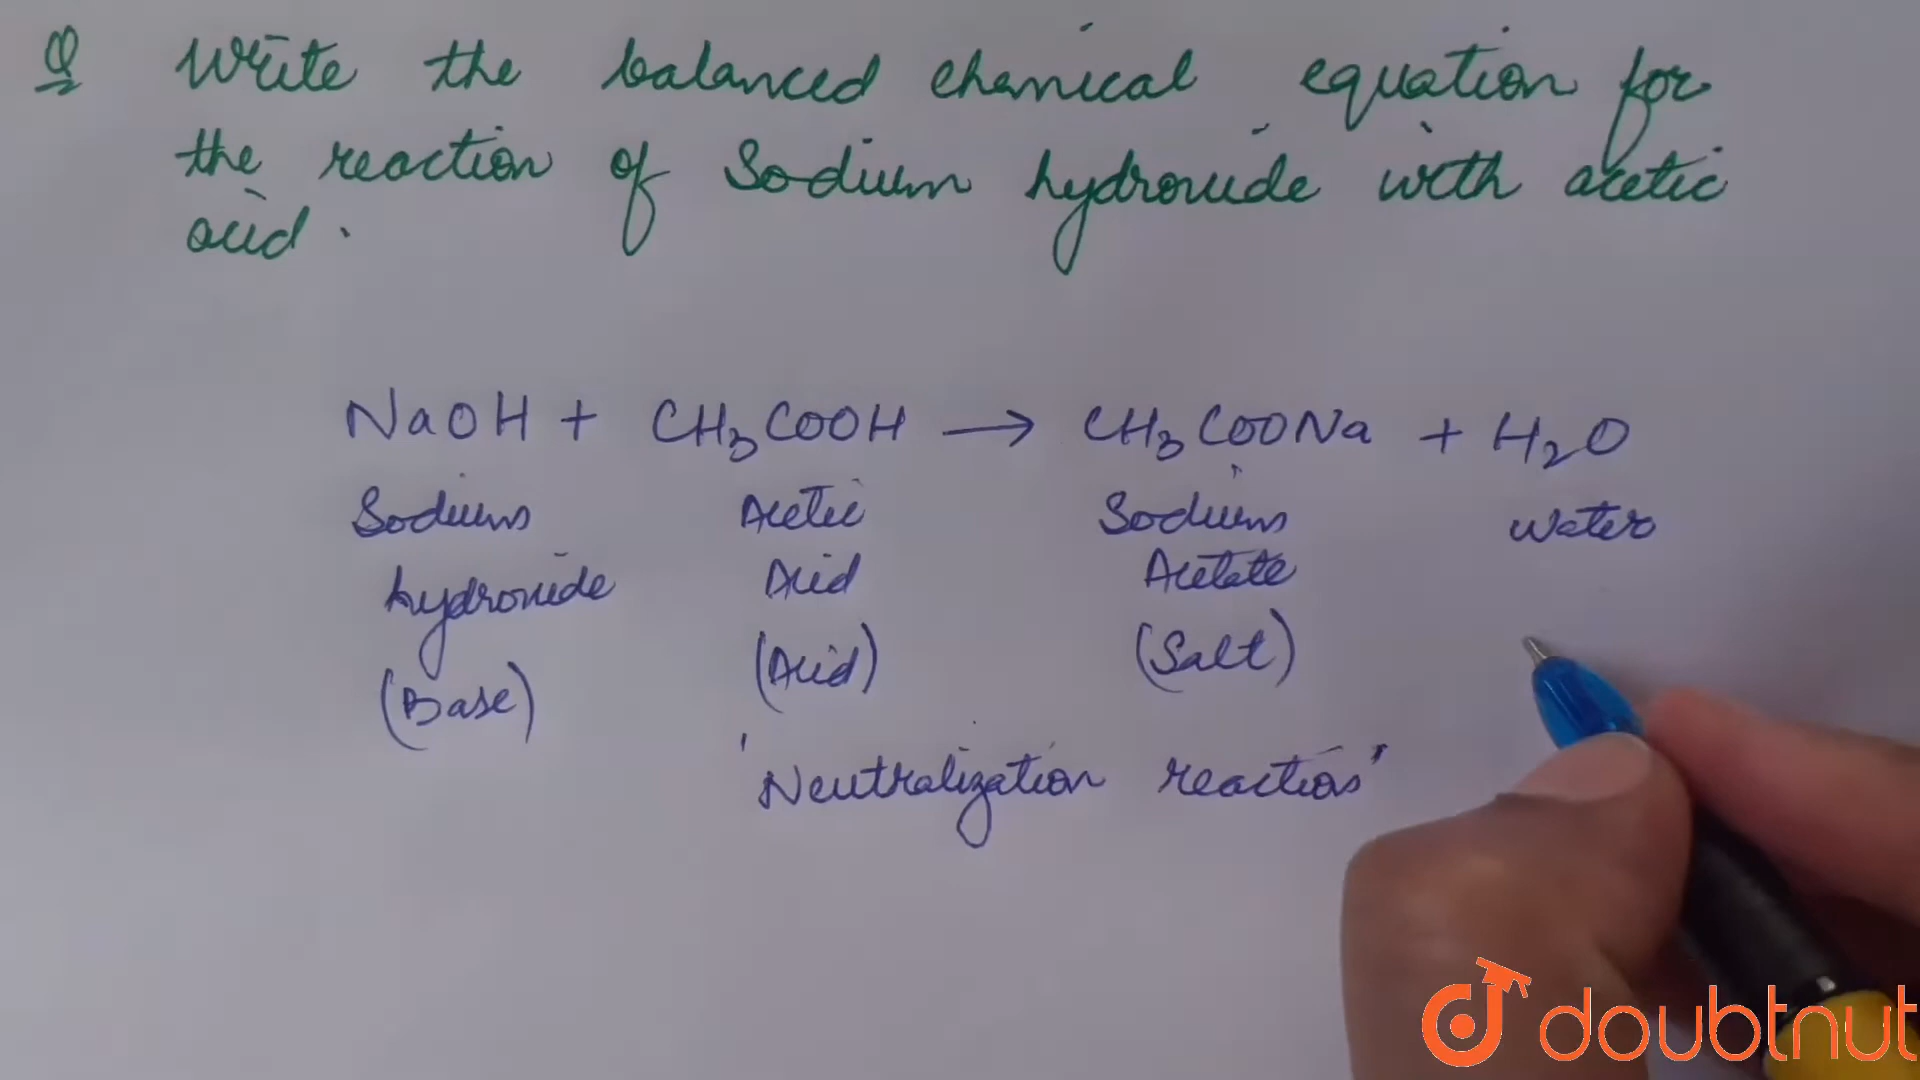 Q Write the balanced chemical equation for
the reaction of Sodium hydroxide with acetic
acid.
NaOH + CH3COOH → CH3COONa + H2O
Sodium Acetic Sodium water
hydroxide Acid Acetate
(Base) (Acid) (Salt)
'Neutralization reaction'
doubtnut